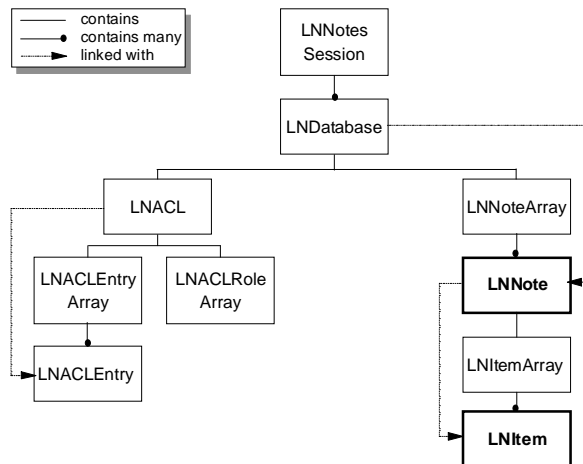 contains
contains many
linked with
LNNotes
Session
LNDatabase
LNACL
LNNoteArray
LNACLEntry
Array
LNACLRole
Array
LNNote
LNACLEntry
LNItemArray
LNItem